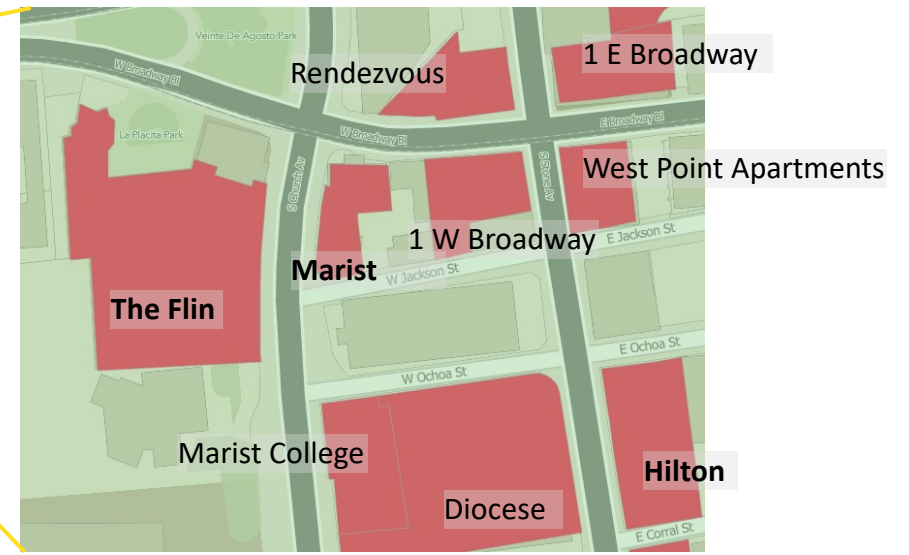 Veinte De Agosto Park
Rendezvous
1 E Broadway
W Broadway Bl
E Broadway Bl
La Placita Park
W Broadway Bl
S Church Av
S Stone Av
West Point Apartments
1 W Broadway
E Jackson St
Marist
W Jackson St
The Flin
E Ochoa St
W Ochoa St
Marist College
Hilton
Diocese
E Corral St